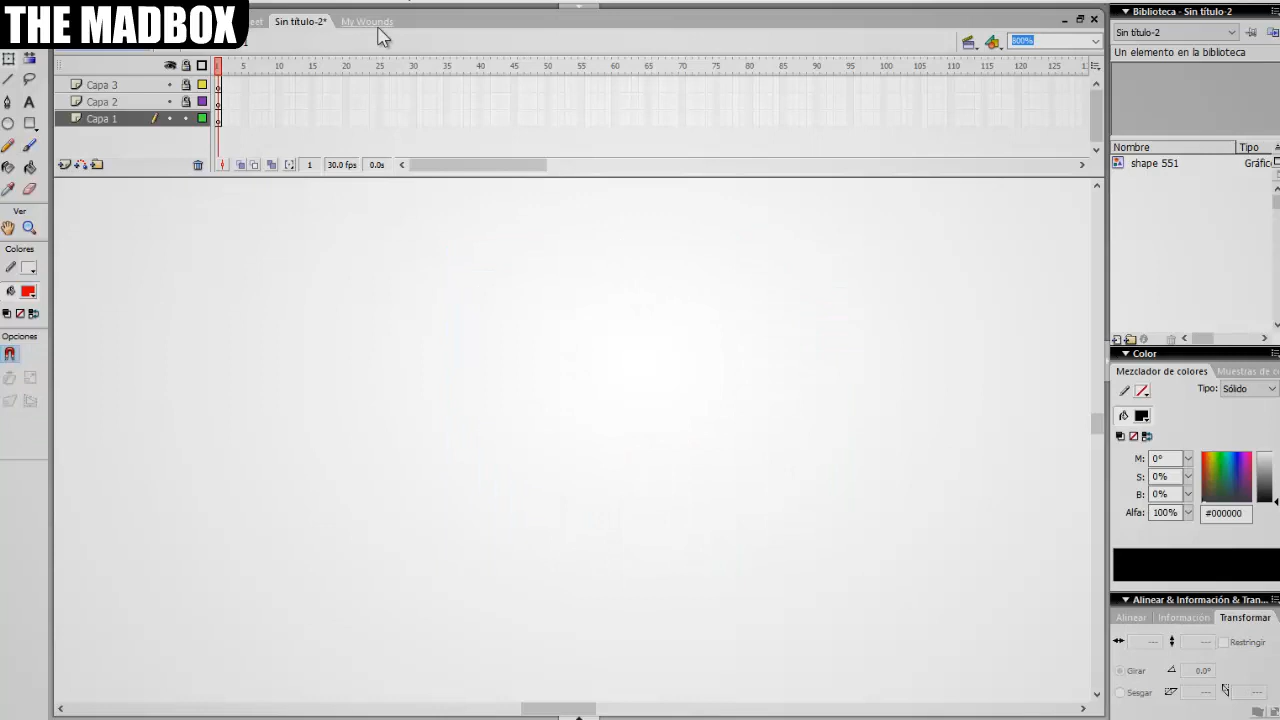 THE MADBOX
eet Sin título-2* My Wounds
800%
5 10 15 20 25 30 35 40 45 50 55 60 65 70 75 80 85 90 95 100 105 110 115 120 125 1:
Capa 3
Capa 2
Capa 1
1 30.0 fps 0.0s
Ver
Colores
Opciones
Biblioteca - Sin título-2
Sin título-2
Un elemento en la biblioteca
Nombre Tipo
shape 551 Gráfic
Color
Mezclador de colores Muestras de c
Tipo: Sólido
M: 0°
S: 0%
B: 0%
Alfa: 100% #000000
Alinear & Información & Tran...
Alinear Información Transformar
--- --- Restringir
Girar 0.0°
Sesgar --- ---